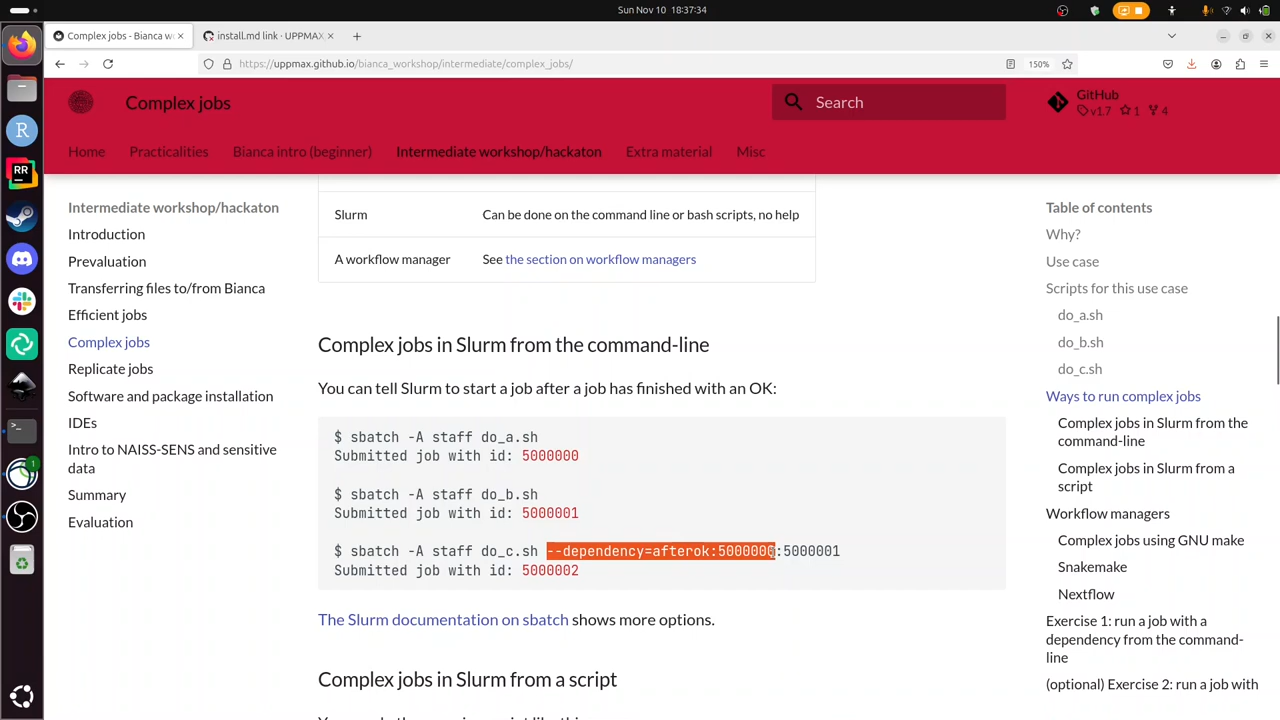 Sun Nov 10 18:37:34
Complex jobs - Bianca w
install.md link · UPPMAX
https://uppmax.github.io/bianca_workshop/intermediate/complex_jobs/
150%
Complex jobs
Search
GitHub
v1.7 1 4
Home
Practicalities
Bianca intro (beginner)
Intermediate workshop/hackaton
Extra material
Misc
Intermediate workshop/hackaton
Introduction
Prevaluation
Transferring files to/from Bianca
Efficient jobs
Complex jobs
Replicate jobs
Software and package installation
IDEs
Intro to NAISS-SENS and sensitive
data
Summary
Evaluation
Slurm Can be done on the command line or bash scripts, no help
A workflow manager See the section on workflow managers
Complex jobs in Slurm from the command-line
You can tell Slurm to start a job after a job has finished with an OK:
$ sbatch -A staff do_a.sh
Submitted job with id: 5000000
$ sbatch -A staff do_b.sh
Submitted job with id: 5000001
$ sbatch -A staff do_c.sh --dependency=afterok:5000000:5000001
Submitted job with id: 5000002
The Slurm documentation on sbatch shows more options.
Complex jobs in Slurm from a script
Table of contents
Why?
Use case
Scripts for this use case
do_a.sh
do_b.sh
do_c.sh
Ways to run complex jobs
Complex jobs in Slurm from the
command-line
Complex jobs in Slurm from a
script
Workflow managers
Complex jobs using GNU make
Snakemake
Nextflow
Exercise 1: run a job with a
dependency from the command-
line
(optional) Exercise 2: run a job with
R
RR
1